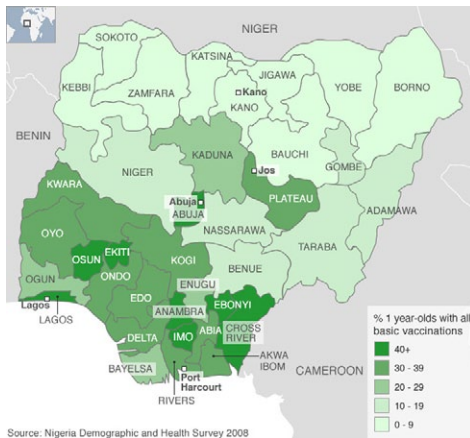 NIGER
SOKOTO
KATSINA
JIGAWA
KEBBI
ZAMFARA
Kano
KANO
YOBE
BORNO
BENIN
NIGER
KADUNA
BAUCHI
GOMBE
Jos
KWARA
Abuja
ABUJA
PLATEAU
ADAMAWA
OYO
NASSARAWA
TARABA
OSUN
EKITI
KOGI
BENUE
OGUN
ONDO
ENUGU
EDO
ANAMBRA
EBONYI
Lagos
LAGOS
DELTA
IMO
ABIA
CROSS
RIVER
BAYELSA
Port
Harcourt
AKWA
IBOM
RIVERS
CAMEROON
% 1 year-olds with all
basic vaccinations
40+
30 - 39
20 - 29
10 - 19
0 - 9
Source: Nigeria Demographic and Health Survey 2008